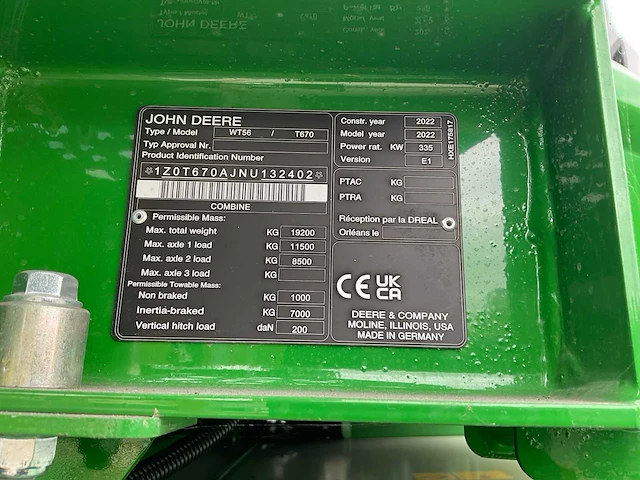 JOHN DEERE
Type / Model WT56 / T670
Typ Approval Nr.
Product Identification Number
1Z0T670AJNU132402
COMBINE
Permissible Mass:
Max. total weight KG 19200
Max. axle 1 load KG 11500
Max. axle 2 load KG 8500
Max. axle 3 load KG
Permissible Towable Mass:
Non braked KG 1000
Inertia-braked KG 7000
Vertical hitch load daN 200
Constr. year 2022
Model year 2022
Power rat. KW 335
Version E1
PTAC KG
PTRA KG
Réception par la DREAL
Orléans le
CE UK CA
DEERE & COMPANY
MOLINE, ILLINOIS, USA
MADE IN GERMANY
HXE175817